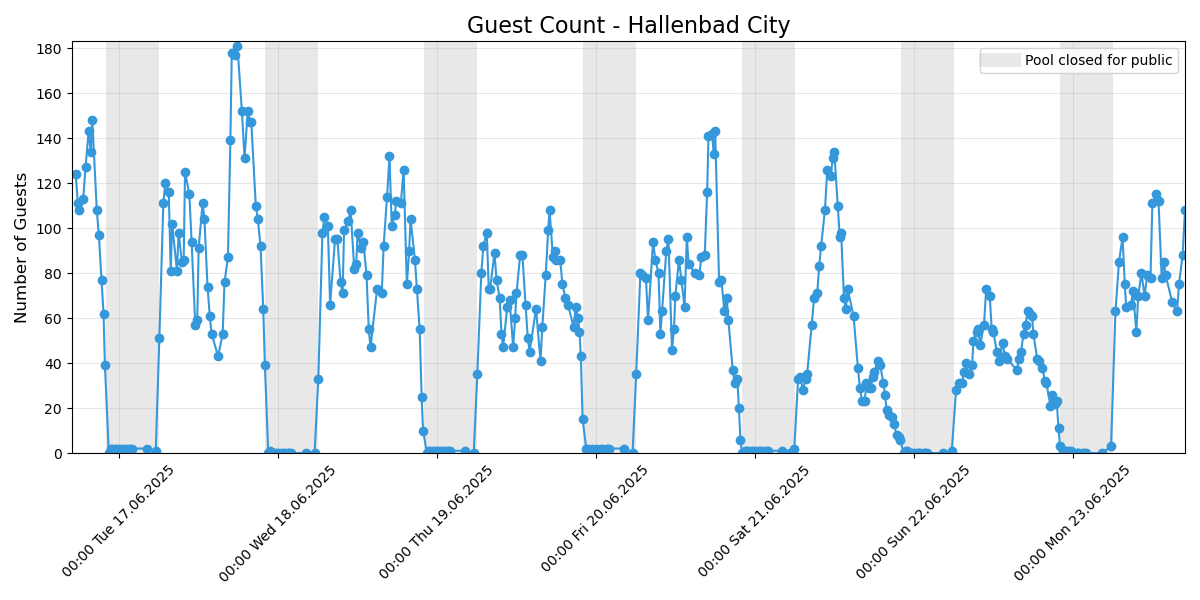 Guest Count - Hallenbad City
Pool closed for public
Number of Guests
180
160
140
120
100
80
60
40
20
0
00:00 Tue 17.06.2025
00:00 Wed 18.06.2025
00:00 Thu 19.06.2025
00:00 Fri 20.06.2025
00:00 Sat 21.06.2025
00:00 Sun 22.06.2025
00:00 Mon 23.06.2025